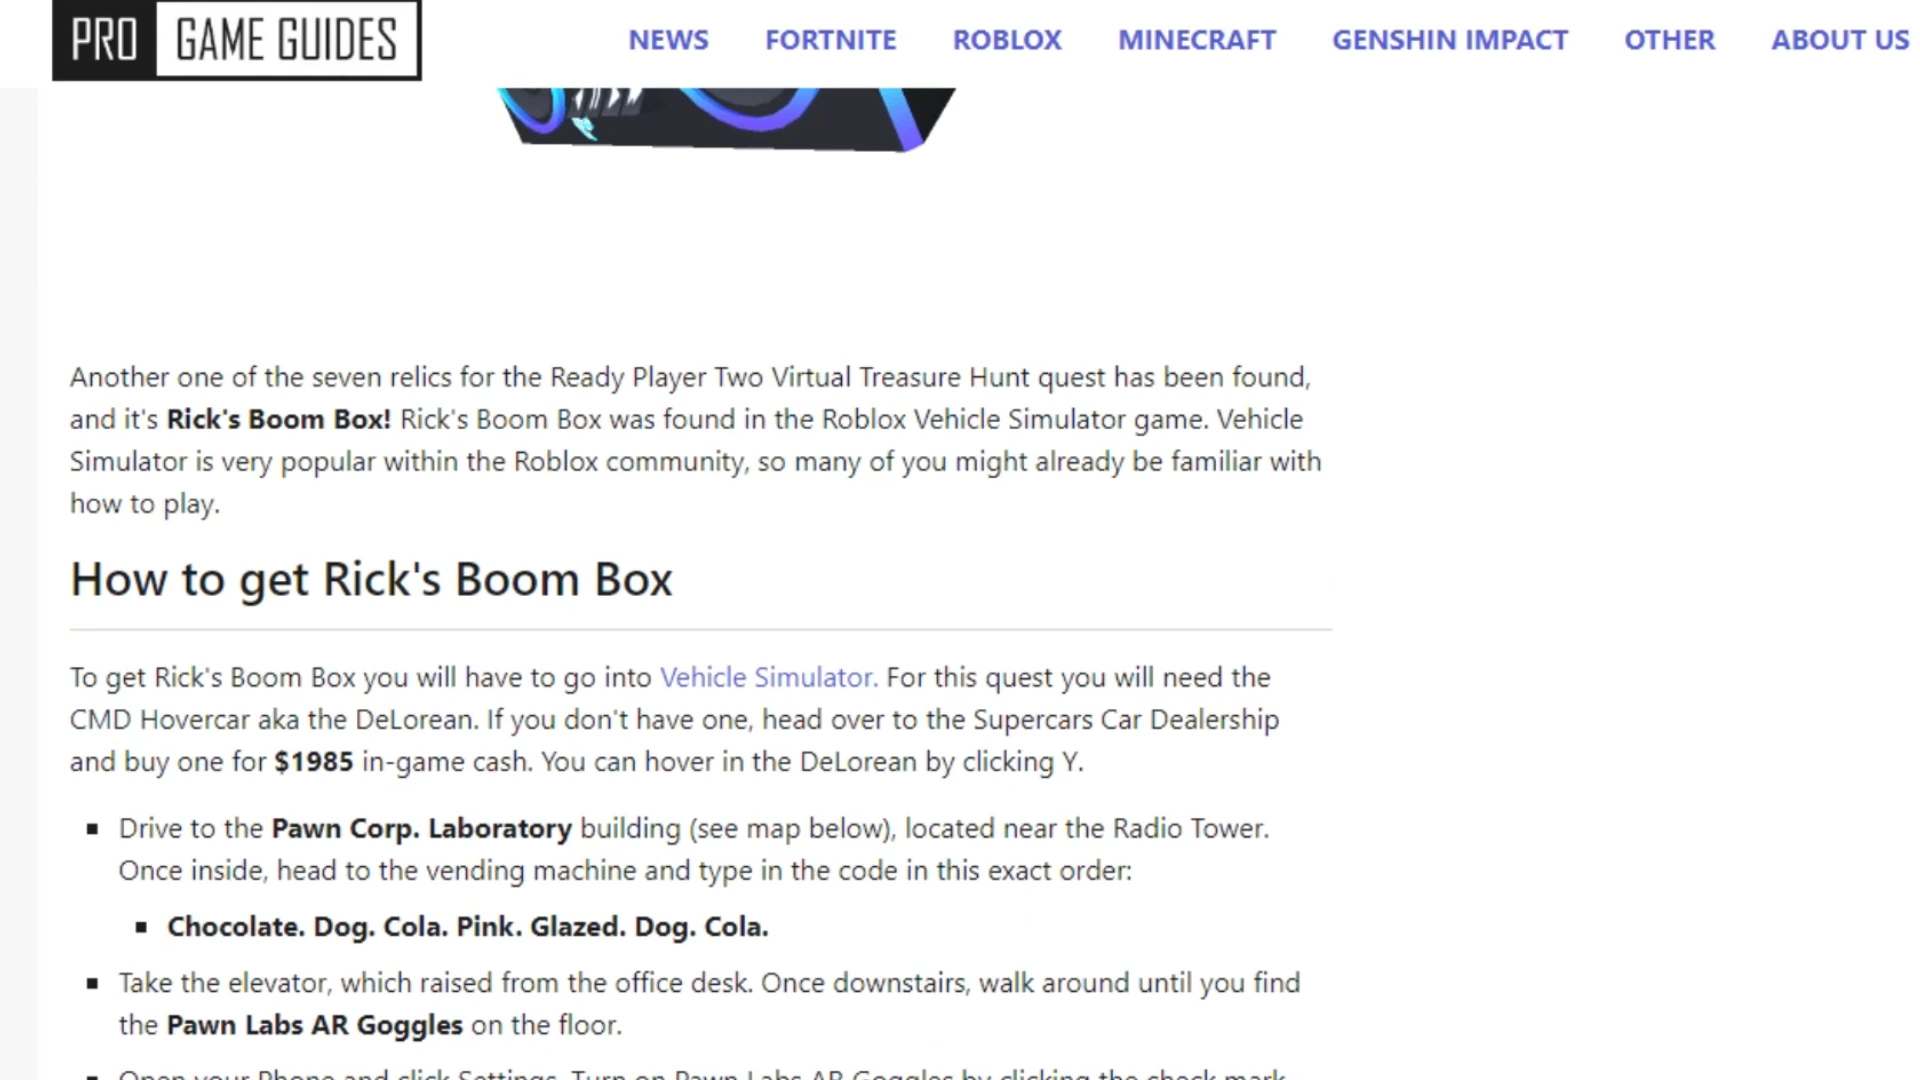 PRO GAME GUIDES
NEWS FORTNITE ROBLOX MINECRAFT GENSHIN IMPACT OTHER ABOUT US
Another one of the seven relics for the Ready Player Two Virtual Treasure Hunt quest has been found,
and it's Rick's Boom Box! Rick's Boom Box was found in the Roblox Vehicle Simulator game. Vehicle
Simulator is very popular within the Roblox community, so many of you might already be familiar with
how to play.
How to get Rick's Boom Box
To get Rick's Boom Box you will have to go into Vehicle Simulator. For this quest you will need the
CMD Hovercar aka the DeLorean. If you don't have one, head over to the Supercars Car Dealership
and buy one for $1985 in-game cash. You can hover in the DeLorean by clicking Y.
Drive to the Pawn Corp. Laboratory building (see map below), located near the Radio Tower.
Once inside, head to the vending machine and type in the code in this exact order:
Chocolate. Dog. Cola. Pink. Glazed. Dog. Cola.
Take the elevator, which raised from the office desk. Once downstairs, walk around until you find
the Pawn Labs AR Goggles on the floor.
Open your Phone and click Settings. Turn on Pawn Labs AR Goggles by clicking the check mark